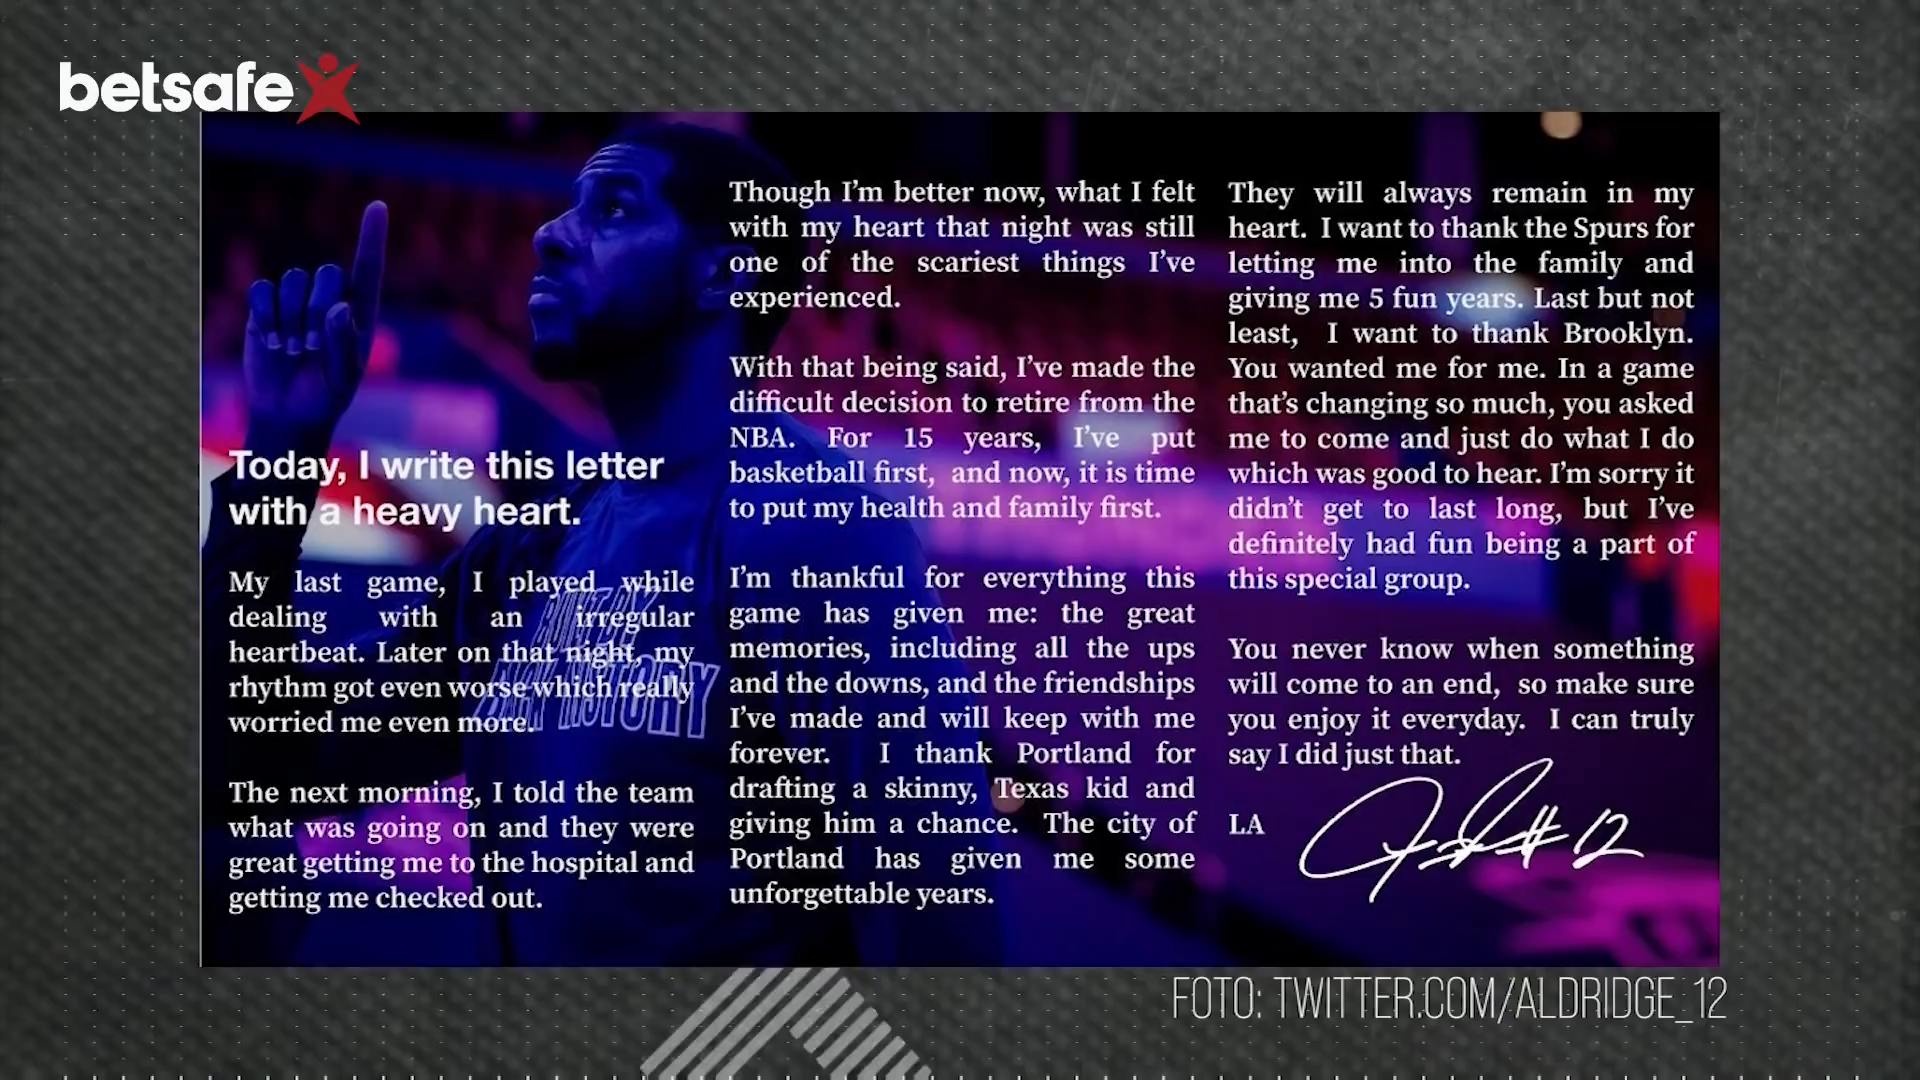 betsafe
Today, I write this letter
with a heavy heart.
My last game, I played while
dealing with an irregular
heartbeat. Later on that night, my
rhythm got even worse which really
worried me even more.
The next morning, I told the team
what was going on and they were
great getting me to the hospital and
getting me checked out.
Though I’m better now, what I felt
with my heart that night was still
one of the scariest things I’ve
experienced.
With that being said, I’ve made the
difficult decision to retire from the
NBA. For 15 years, I’ve put
basketball first, and now, it is time
to put my health and family first.
I’m thankful for everything this
game has given me: the great
memories, including all the ups
and the downs, and the friendships
I’ve made and will keep with me
forever. I thank Portland for
drafting a skinny, Texas kid and
giving him a chance. The city of
Portland has given me some
unforgettable years.
They will always remain in my
heart. I want to thank the Spurs for
letting me into the family and
giving me 5 fun years. Last but not
least, I want to thank Brooklyn.
You wanted me for me. In a game
that’s changing so much, you asked
me to come and just do what I do
which was good to hear. I’m sorry it
didn’t get to last long, but I’ve
definitely had fun being a part of
this special group.
You never know when something
will come to an end, so make sure
you enjoy it everyday. I can truly
say I did just that.
LA
#12
HISTORY
FOTO: TWITTER.COM/ALDRIDGE_12